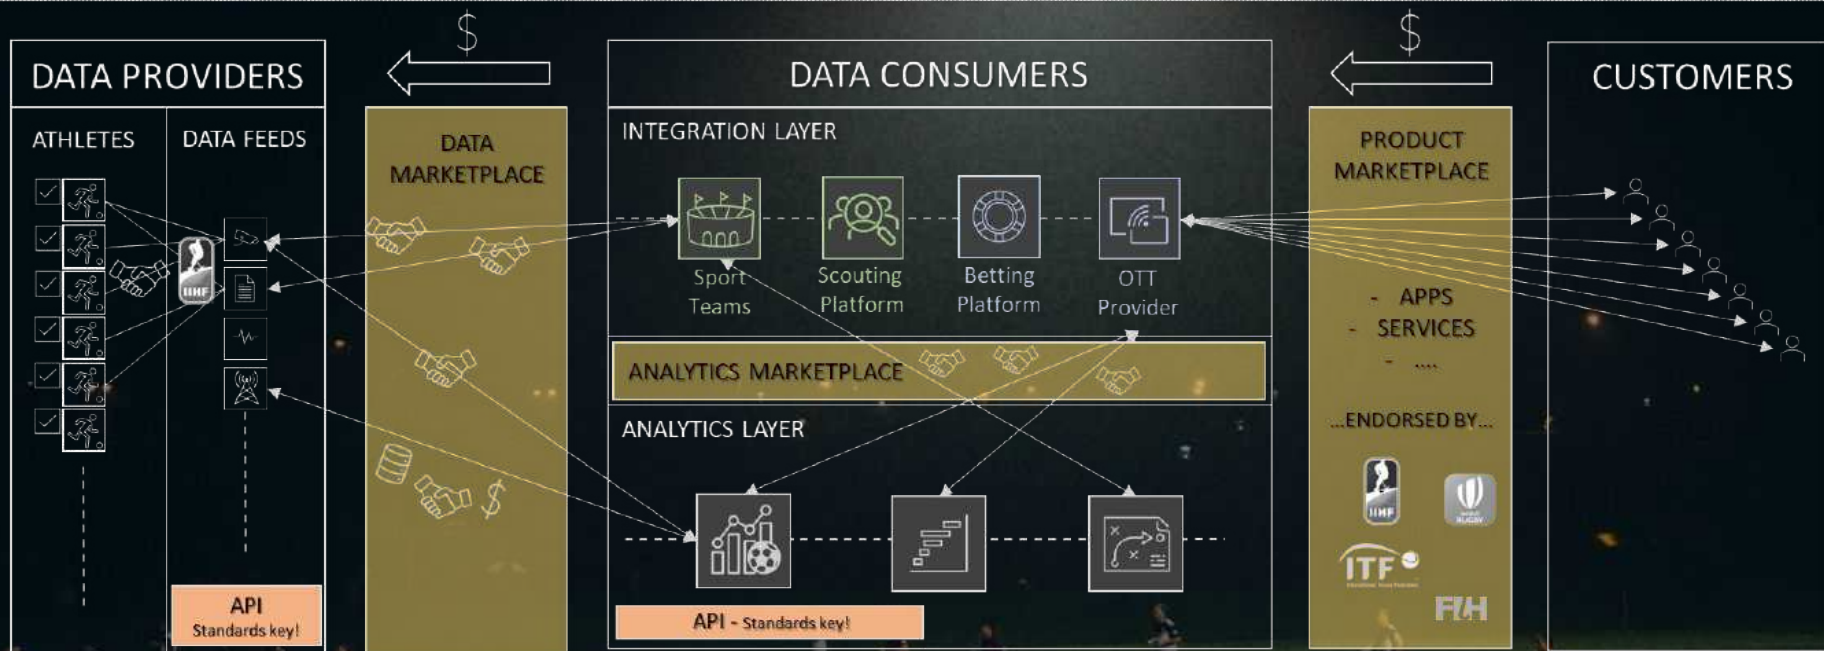 $
$
DATA PROVIDERS
DATA CONSUMERS
CUSTOMERS
ATHLETES
DATA FEEDS
IIHF
API
Standards key!
DATA
MARKETPLACE
$
INTEGRATION LAYER
Sport
Teams
Scouting
Platform
Betting
Platform
OTT
Provider
ANALYTICS MARKETPLACE
ANALYTICS LAYER
API - Standards key!
PRODUCT
MARKETPLACE
- APPS
- SERVICES
- ....
...ENDORSED BY...
IIHF
WORLD
RUGBY
ITF
FIH